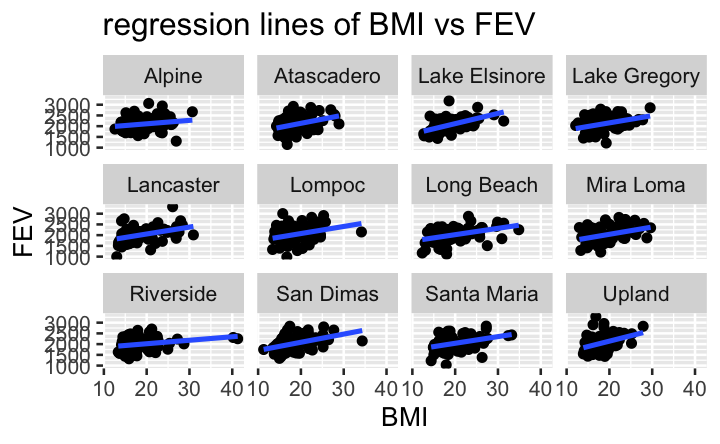 regression lines of BMI vs FEV
Alpine Atascadero Lake Elsinore Lake Gregory
3000
2500
2000
1500
1000
Lancaster Lompoc Long Beach Mira Loma
3000
2500
2000
1500
1000
Riverside San Dimas Santa Maria Upland
3000
2500
2000
1500
1000
10 20 30 40 10 20 30 40 10 20 30 40 10 20 30 40
BMI
FEV